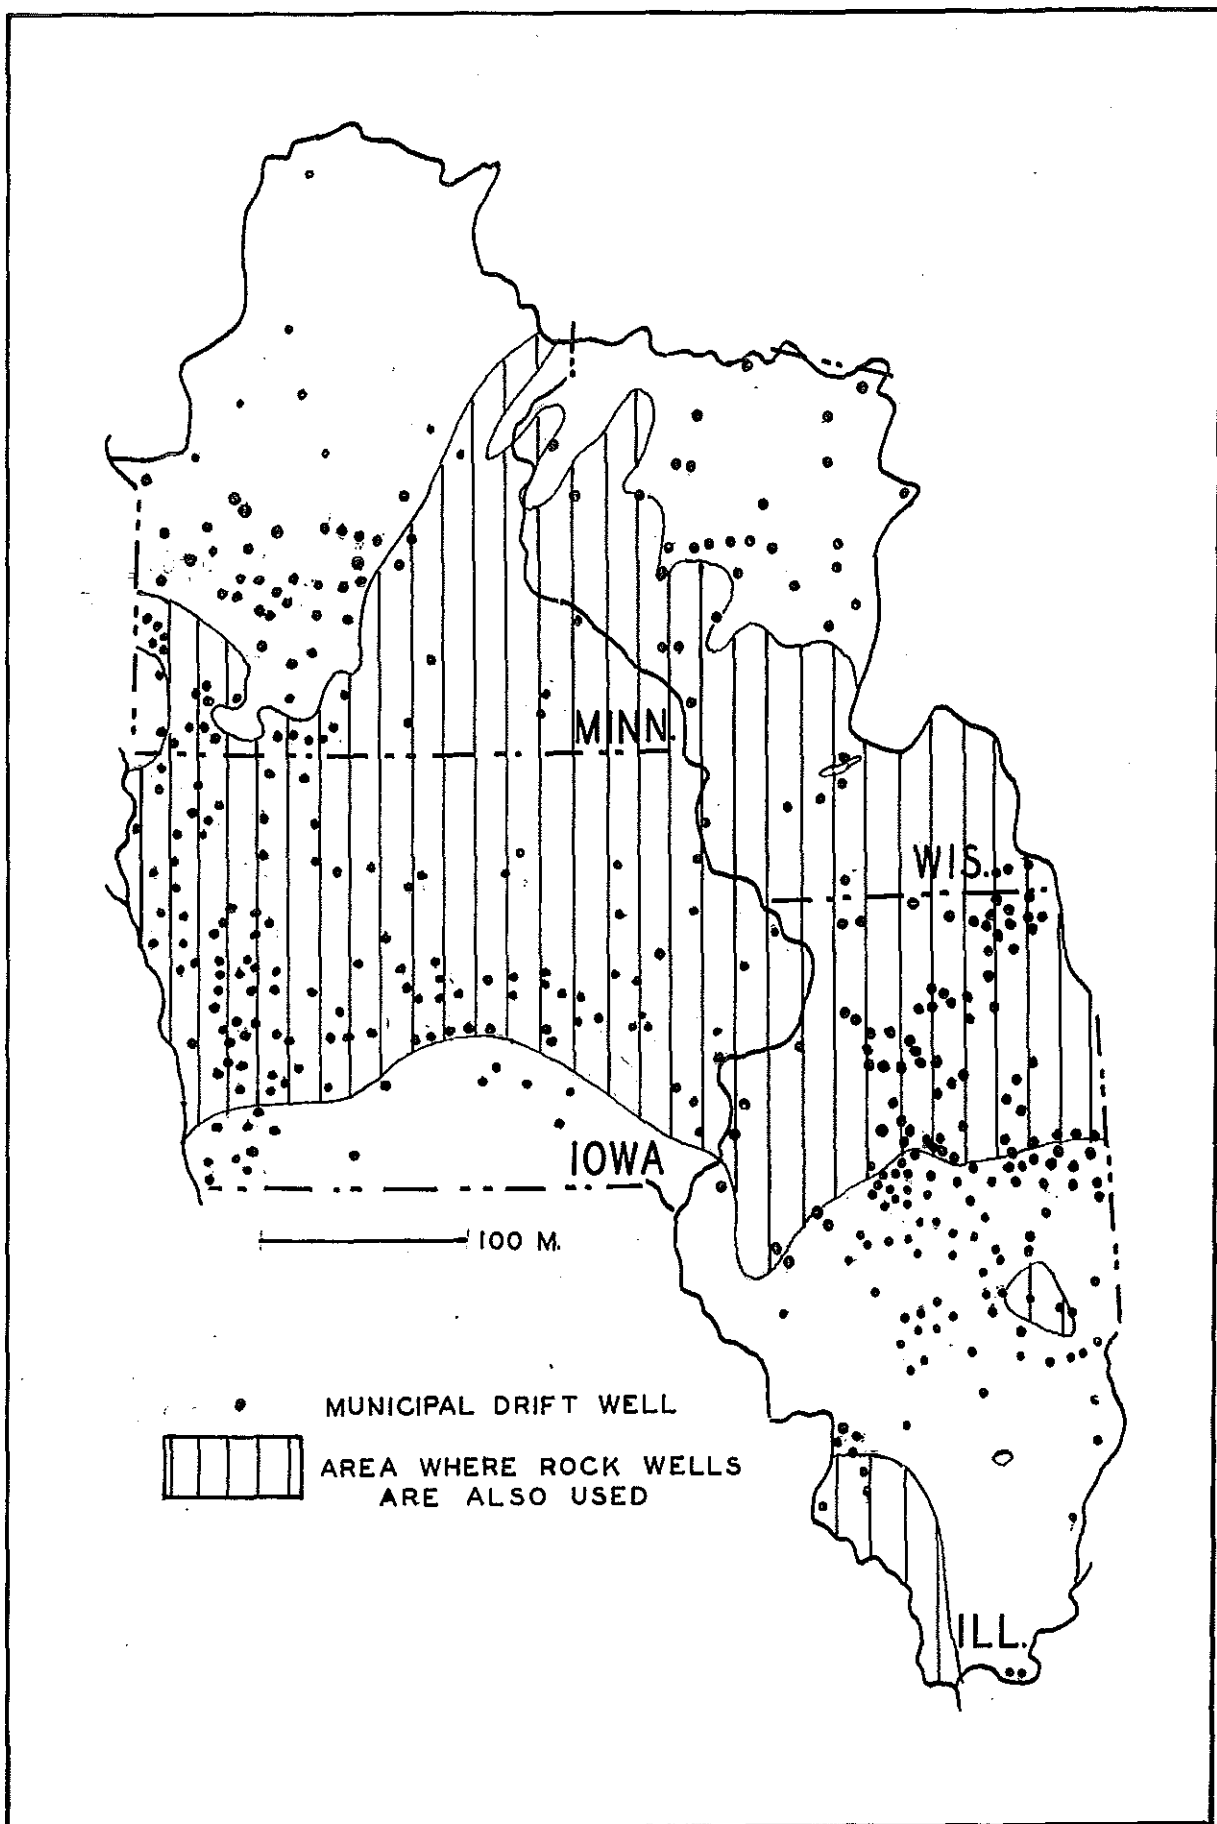 MINN.
WIS.
IOWA
100 M.
MUNICIPAL DRIFT WELL
AREA WHERE ROCK WELLS
ARE ALSO USED
ILL.